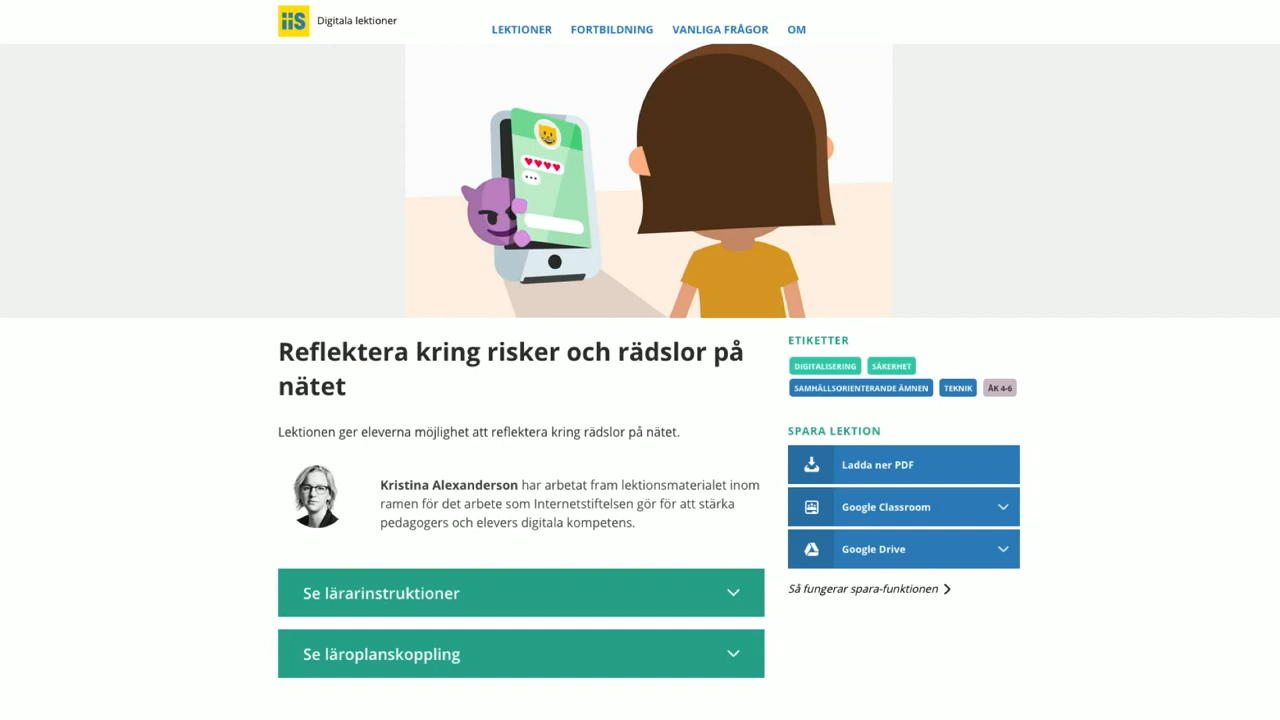 iis
Digitala lektioner
LEKTIONER
FORTBILDNING
VANLIGA FRÅGOR
OM
Reflektera kring risker och rädslor på
nätet
Lektionen ger eleverna möjlighet att reflektera kring rädslor på nätet.
Kristina Alexanderson har arbetat fram lektionsmaterialet inom
ramen för det arbete som Internetstiftelsen gör för att stärka
pedagogers och elevers digitala kompetens.
Se lärarinstruktioner
Se läroplanskoppling
ETIKETTER
DIGITALISERING
SÄKERHET
SAMHÄLLSORIENTERANDE ÄMNEN
TEKNIK
ÅK 4-6
SPARA LEKTION
Ladda ner PDF
Google Classroom
Google Drive
Så fungerar spara-funktionen